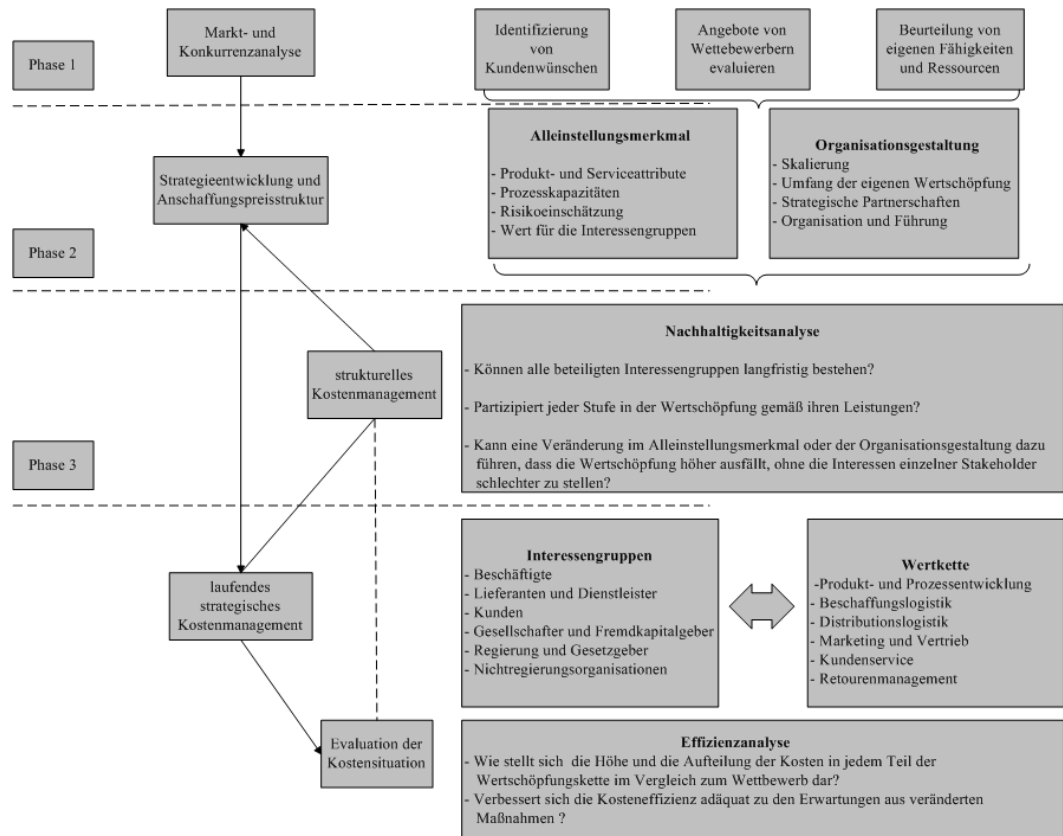 Phase 1
Markt- und
Konkurrenzanalyse
Identifizierung
von
Kundenwünschen
Angebote von
Wettebewerbern
evaluieren
Beurteilung von
eigenen Fähigkeiten
und Ressourcen
Phase 2
Strategieentwicklung und
Anschaffungspreisstruktur
Alleinstellungsmerkmal
- Produkt- und Serviceattribute
- Prozesskapazitäten
- Risikoeinschätzung
- Wert für die Interessengruppen
Organisationsgestaltung
- Skalierung
- Umfang der eigenen Wertschöpfung
- Strategische Partnerschaften
- Organisation und Führung
Phase 3
strukturelles
Kostenmanagement
Nachhaltigkeitsanalyse
- Können alle beteiligten Interessengruppen langfristig bestehen?
- Partizipiert jeder Stufe in der Wertschöpfung gemäß ihren Leistungen?
- Kann eine Veränderung im Alleinstellungsmerkmal oder der Organisationsgestaltung dazu
führen, dass die Wertschöpfung höher ausfällt, ohne die Interessen einzelner Stakeholder
schlechter zu stellen?
laufendes
strategisches
Kostenmanagement
Interessengruppen
- Beschäftigte
- Lieferanten und Dienstleister
- Kunden
- Gesellschafter und Fremdkapitalgeber
- Regierung und Gesetzgeber
- Nichtregierungsorganisationen
Wertkette
-Produkt- und Prozessentwicklung
- Beschaffungslogistik
- Distributionslogistik
- Marketing und Vertrieb
- Kundenservice
- Retourenmanagement
Evaluation der
Kostensituation
Effizienzanalyse
- Wie stellt sich die Höhe und die Aufteilung der Kosten in jedem Teil der
Wertschöpfungskette im Vergleich zum Wettbewerb dar?
- Verbessert sich die Kosteneffizienz adäquat zu den Erwartungen aus veränderten
Maßnahmen ?